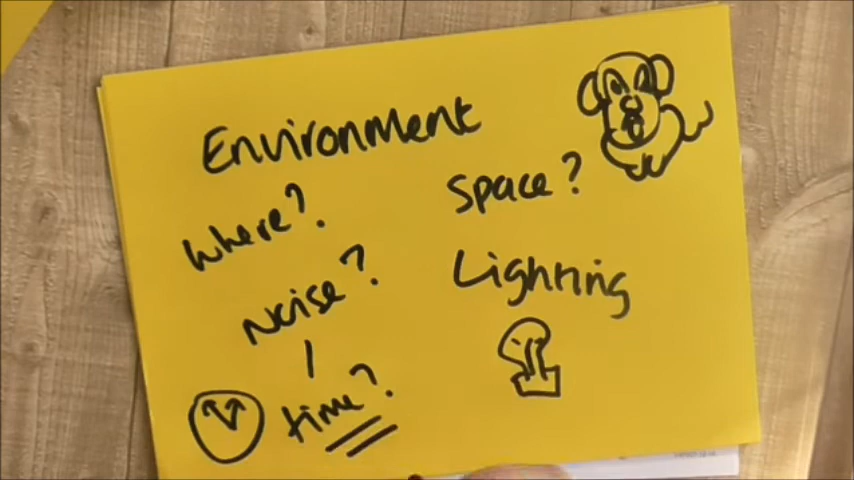 Environment
Where?
Space?
Noise?
Lighting
time?